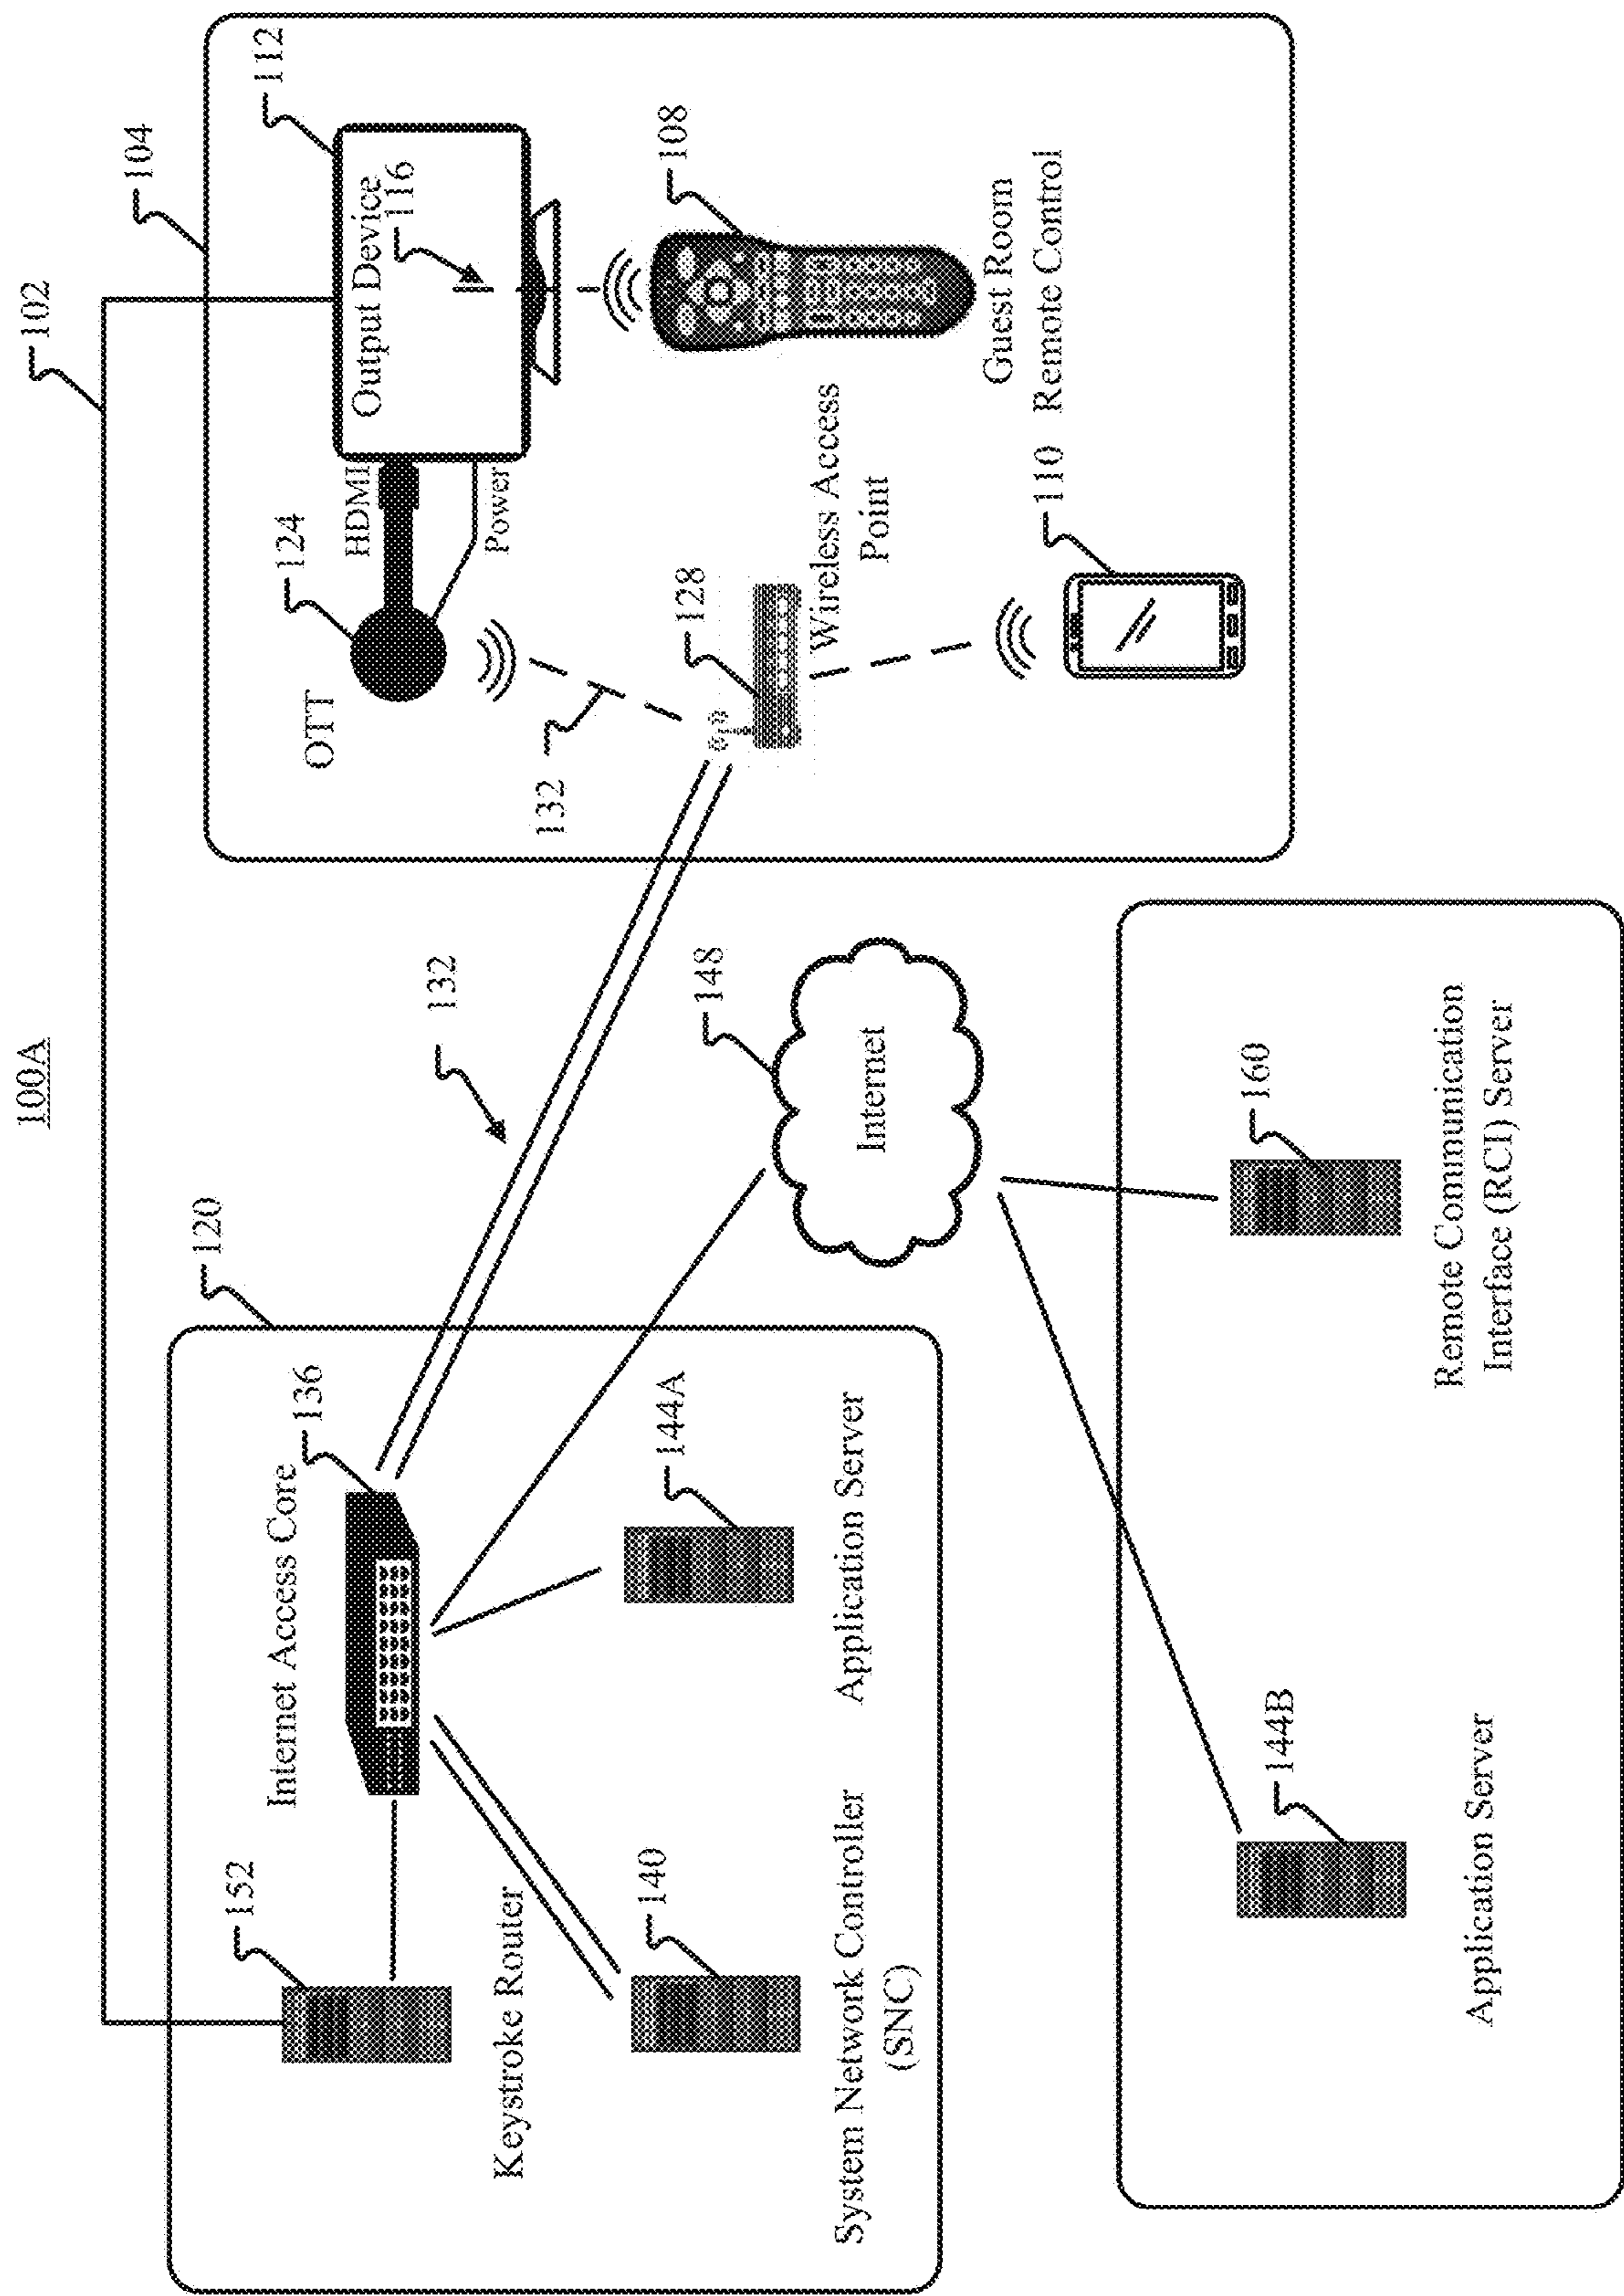 100A
102
104
112
Output Device
116
HDMI
Power
124
OTT
132
108
Guest Room
Remote Control
128
Wireless Access
Point
110
132
120
Internet Access Core
136
152
Keystroke Router
140
System Network Controller
(SNC)
144A
Application Server
148
Internet
144B
Application Server
160
Remote Communication
Interface (RCI) Server